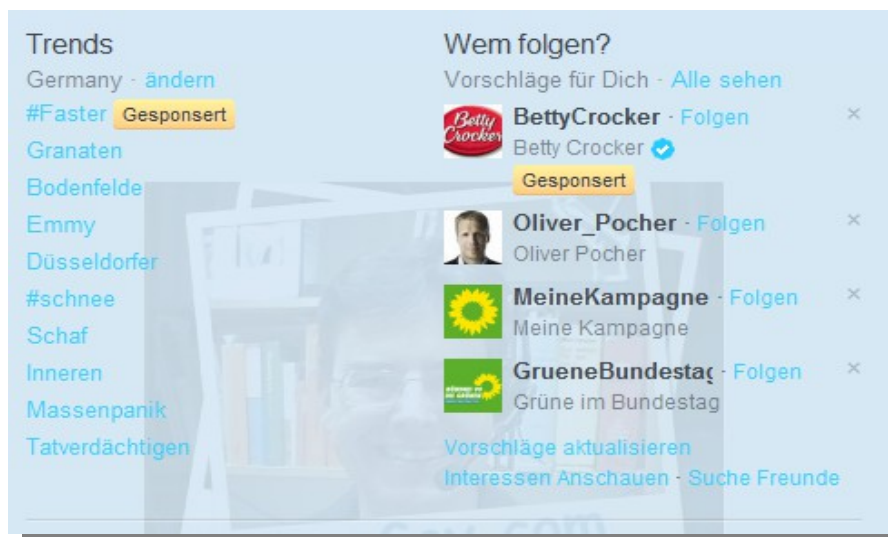 Trends
Germany · ändern
#Faster Gesponsert
Granaten
Bodenfelde
Emmy
Düsseldorfer
#schnee
Schaf
Inneren
Massenpanik
Tatverdächtigen
Wem folgen?
Vorschläge für Dich · Alle sehen
Betty Crocker
BettyCrocker · Folgen ×
Betty Crocker
Gesponsert
Oliver_Pocher · Folgen ×
Oliver Pocher
MeineKampagne · Folgen ×
Meine Kampagne
GrueneBundestag · Folgen ×
Grüne im Bundestag
Vorschläge aktualisieren
Interessen Anschauen · Suche Freunde